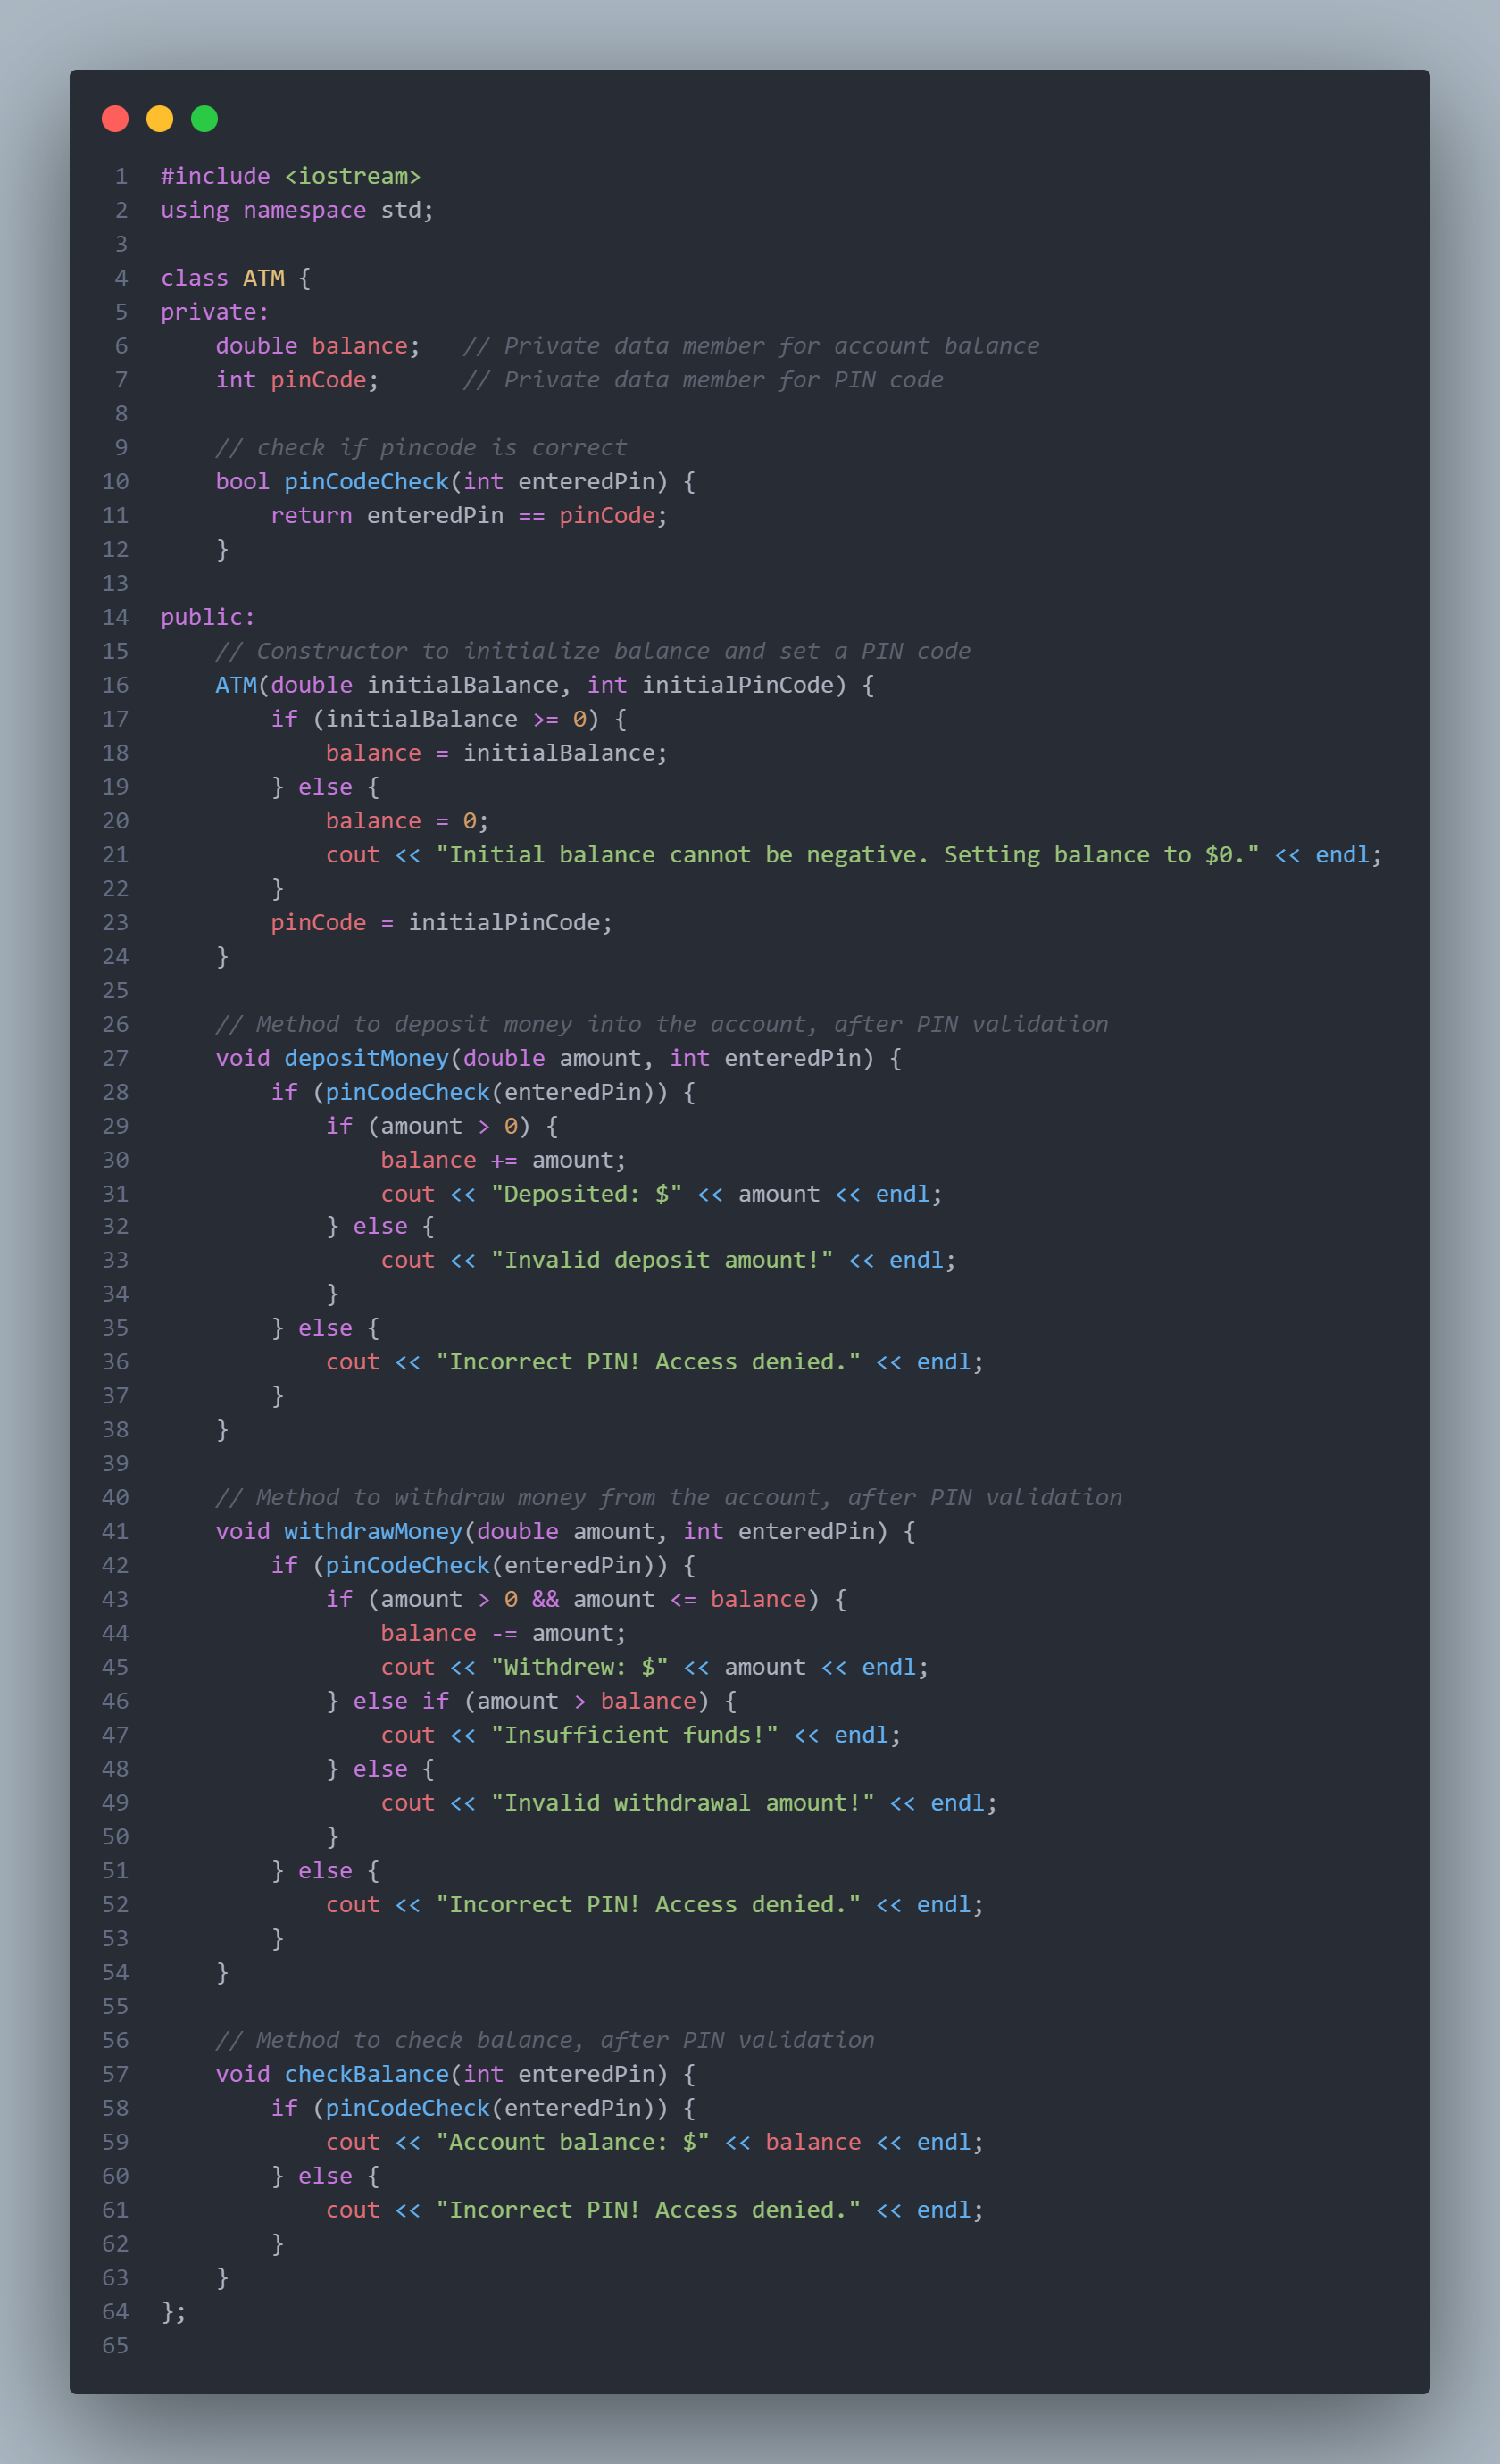 1 #include <iostream>
2 using namespace std;
3
4 class ATM {
5 private:
6     double balance;   // Private data member for account balance
7     int pinCode;      // Private data member for PIN code
8
9     // check if pincode is correct
10     bool pinCodeCheck(int enteredPin) {
11         return enteredPin == pinCode;
12     }
13
14 public:
15     // Constructor to initialize balance and set a PIN code
16     ATM(double initialBalance, int initialPinCode) {
17         if (initialBalance >= 0) {
18             balance = initialBalance;
19         } else {
20             balance = 0;
21             cout << "Initial balance cannot be negative. Setting balance to $0." << endl;
22         }
23         pinCode = initialPinCode;
24     }
25
26     // Method to deposit money into the account, after PIN validation
27     void depositMoney(double amount, int enteredPin) {
28         if (pinCodeCheck(enteredPin)) {
29             if (amount > 0) {
30                 balance += amount;
31                 cout << "Deposited: $" << amount << endl;
32             } else {
33                 cout << "Invalid deposit amount!" << endl;
34             }
35         } else {
36             cout << "Incorrect PIN! Access denied." << endl;
37         }
38     }
39
40     // Method to withdraw money from the account, after PIN validation
41     void withdrawMoney(double amount, int enteredPin) {
42         if (pinCodeCheck(enteredPin)) {
43             if (amount > 0 && amount <= balance) {
44                 balance -= amount;
45                 cout << "Withdrew: $" << amount << endl;
46             } else if (amount > balance) {
47                 cout << "Insufficient funds!" << endl;
48             } else {
49                 cout << "Invalid withdrawal amount!" << endl;
50             }
51         } else {
52             cout << "Incorrect PIN! Access denied." << endl;
53         }
54     }
55
56     // Method to check balance, after PIN validation
57     void checkBalance(int enteredPin) {
58         if (pinCodeCheck(enteredPin)) {
59             cout << "Account balance: $" << balance << endl;
60         } else {
61             cout << "Incorrect PIN! Access denied." << endl;
62         }
63     }
64 };
65